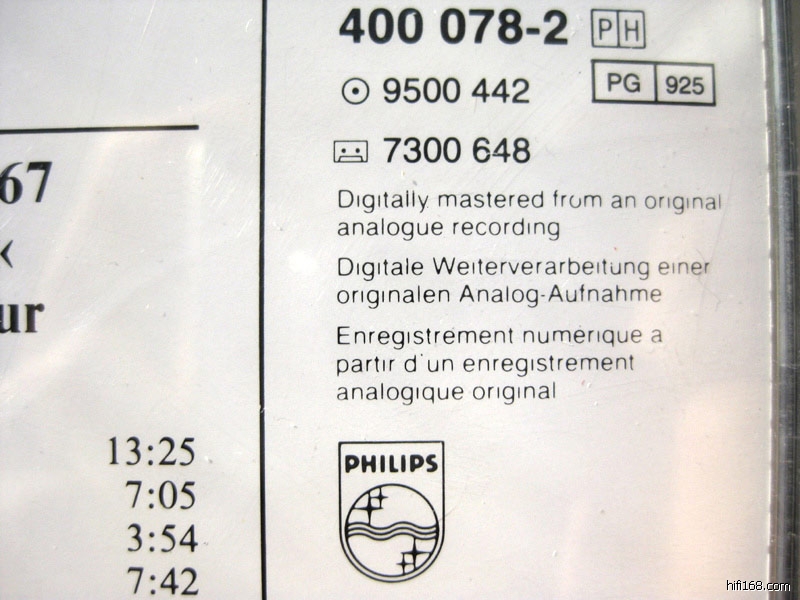 400 078-2 PH
9500 442 PG 925
7300 648
Digitally mastered from an original
analogue recording
Digitale Weiterverarbeitung einer
originalen Analog-Aufnahme
Enregistrement numérique a
partir d'un enregistrement
analogique original
67
‹
ur
13:25
7:05
3:54
7:42
PHILIPS
hifi168.com